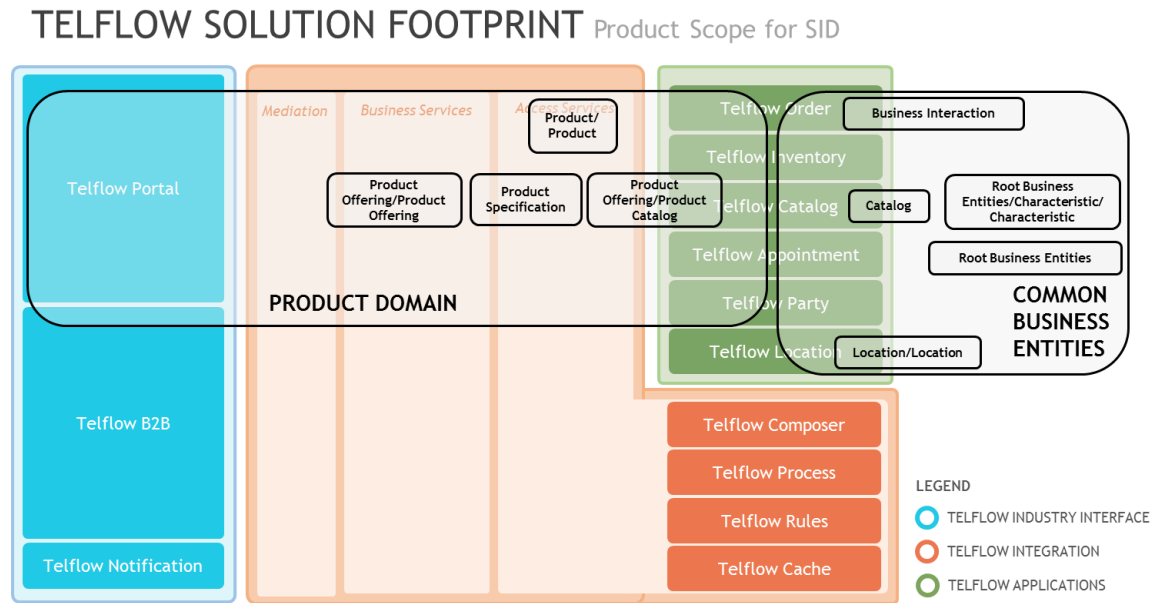 TELFLOW SOLUTION FOOTPRINT Product Scope for SID
Mediation
Business Services
Access Services
Product/
Product
Telflow Order
Business Interaction
Telflow Inventory
Telflow Portal
Product
Offering/Product
Offering
Product
Specification
Product
Offering/Product
Catalog
Telflow Catalog
Catalog
Root Business
Entities/Characteristic/
Characteristic
Telflow Appointment
Root Business Entities
PRODUCT DOMAIN
Telflow Party
COMMON
BUSINESS
ENTITIES
Telflow Location
Location/Location
Telflow B2B
Telflow Composer
Telflow Process
Telflow Rules
Telflow Notification
Telflow Cache
LEGEND
TELFLOW INDUSTRY INTERFACE
TELFLOW INTEGRATION
TELFLOW APPLICATIONS